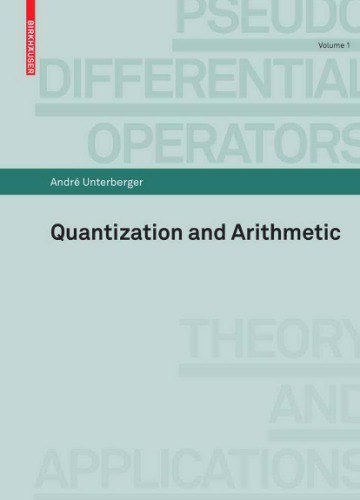 BIRKHÄUSER
PSEUDO
Volume 1
DIFFERENTIAL
OPERATORS
André Unterberger
Quantization and Arithmetic
THEORY
AND
APPLICATIONS